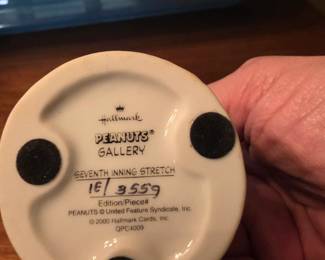 Hallmark
PEANUTS®
GALLERY
SEVENTH INNING STRETCH
1E/3559
Edition/Piece#
PEANUTS © United Feature Syndicate, Inc.
© 2000 Hallmark Cards, Inc.
QPC4009